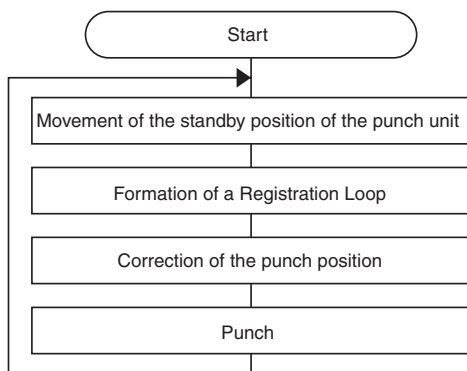 Start
Movement of the standby position of the punch unit
Formation of a Registration Loop
Correction of the punch position
Punch